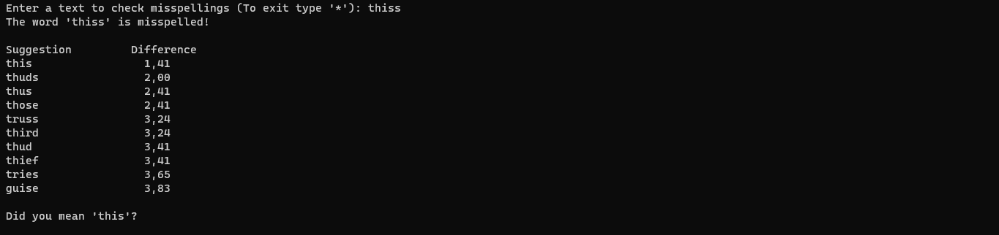 Enter a text to check misspellings (To exit type '*'): thiss
The word 'thiss' is misspelled!
Suggestion Difference
this 1,41
thuds 2,00
thus 2,41
those 2,41
truss 3,24
third 3,24
thud 3,41
thief 3,41
tries 3,65
guise 3,83
Did you mean 'this'?